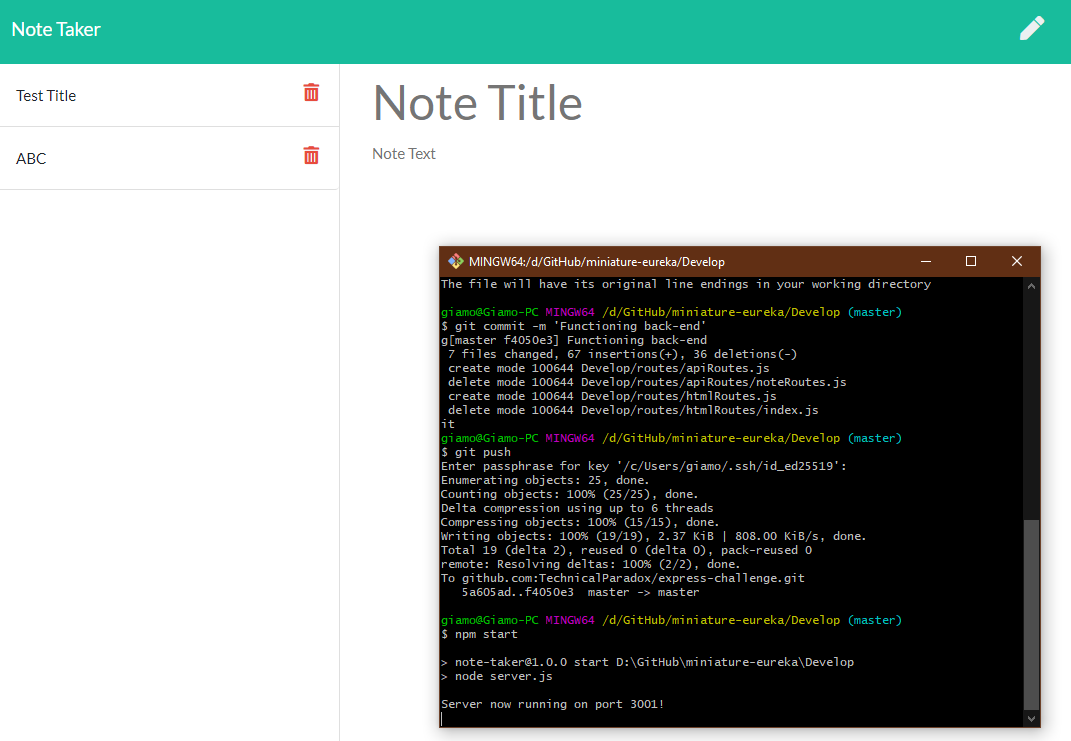 Note Taker
Test Title
ABC
Note Title
Note Text
MINGW64:/d/GitHub/miniature-eureka/Develop
The file will have its original line endings in your working directory
giamo@Giamo-PC MINGW64 /d/GitHub/miniature-eureka/Develop (master)
$ git commit -m 'Functioning back-end'
g[master f4050e3] Functioning back-end
 7 files changed, 67 insertions(+), 36 deletions(-)
 create mode 100644 Develop/routes/apiRoutes.js
 delete mode 100644 Develop/routes/apiRoutes/noteRoutes.js
 create mode 100644 Develop/routes/htmlRoutes.js
 delete mode 100644 Develop/routes/htmlRoutes/index.js
it
giamo@Giamo-PC MINGW64 /d/GitHub/miniature-eureka/Develop (master)
$ git push
Enter passphrase for key '/c/Users/giamo/.ssh/id_ed25519':
Enumerating objects: 25, done.
Counting objects: 100% (25/25), done.
Delta compression using up to 6 threads
Compressing objects: 100% (15/15), done.
Writing objects: 100% (19/19), 2.37 KiB | 808.00 KiB/s, done.
Total 19 (delta 2), reused 0 (delta 0), pack-reused 0
remote: Resolving deltas: 100% (2/2), done.
To github.com:TechnicalParadox/express-challenge.git
   5a605ad..f4050e3  master -> master
giamo@Giamo-PC MINGW64 /d/GitHub/miniature-eureka/Develop (master)
$ npm start
> note-taker@1.0.0 start D:\GitHub\miniature-eureka\Develop
> node server.js
Server now running on port 3001!